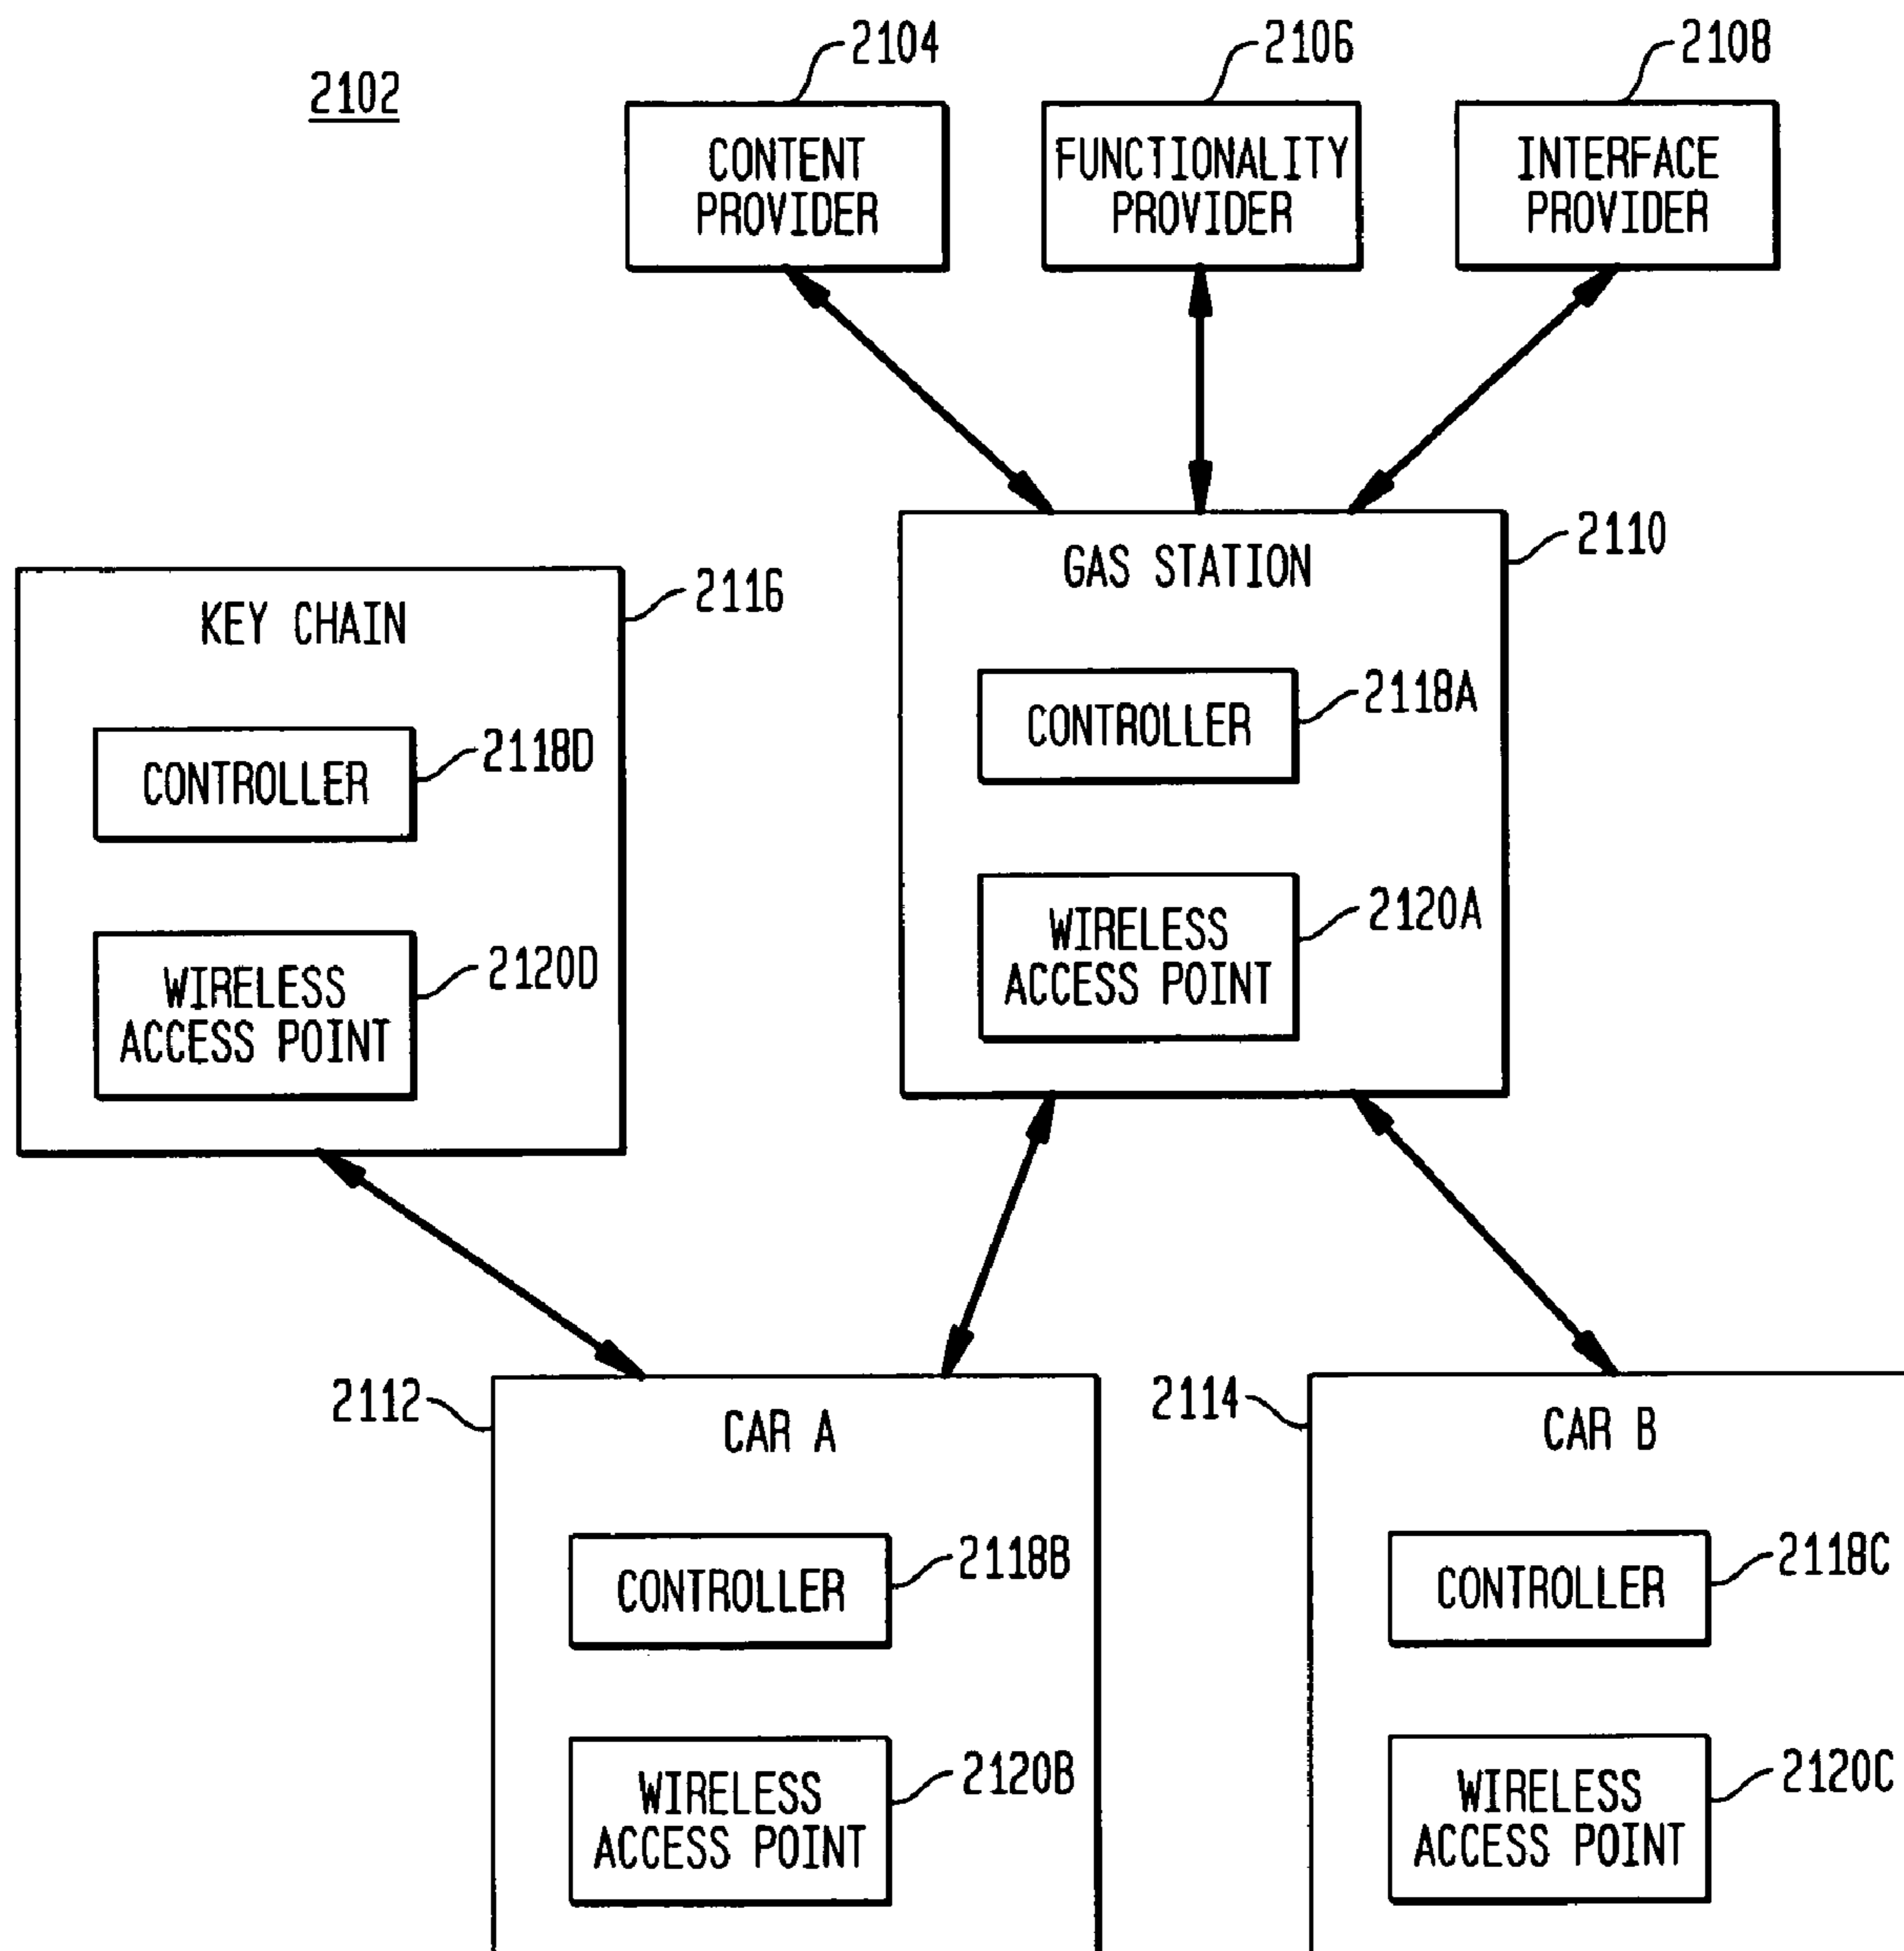 2102
2104
2106
2108
CONTENT
PROVIDER
FUNCTIONALITY
PROVIDER
INTERFACE
PROVIDER
2110
GAS STATION
2116
KEY CHAIN
2118A
CONTROLLER
2118D
CONTROLLER
2120A
WIRELESS
ACCESS POINT
2120D
WIRELESS
ACCESS POINT
2112
CAR A
2114
CAR B
2118B
CONTROLLER
2118C
CONTROLLER
2120B
WIRELESS
ACCESS POINT
2120C
WIRELESS
ACCESS POINT